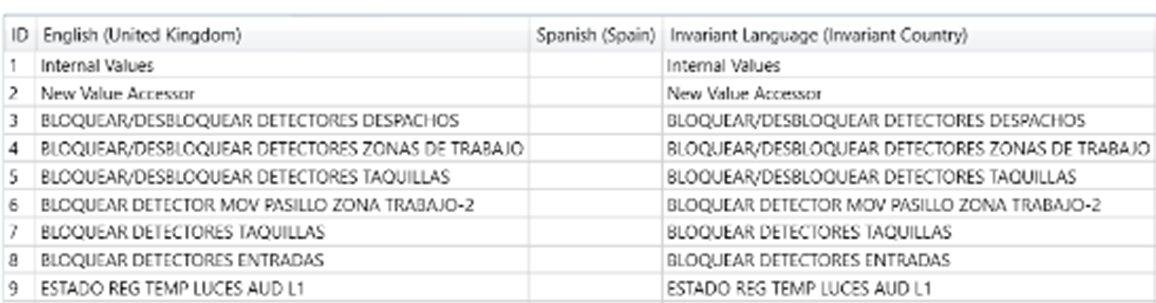 ID English (United Kingdom) Spanish (Spain) Invariant Language (Invariant Country)
1 Internal Values Internal Values
2 New Value Accessor New Value Accessor
3 BLOQUEAR/DESBLOQUEAR DETECTORES DESPACHOS BLOQUEAR/DESBLOQUEAR DETECTORES DESPACHOS
4 BLOQUEAR/DESBLOQUEAR DETECTORES ZONAS DE TRABAJO BLOQUEAR/DESBLOQUEAR DETECTORES ZONAS DE TRABAJO
5 BLOQUEAR/DESBLOQUEAR DETECTORES TAQUILLAS BLOQUEAR/DESBLOQUEAR DETECTORES TAQUILLAS
6 BLOQUEAR DETECTOR MOV PASILLO ZONA TRABAJO-2 BLOQUEAR DETECTOR MOV PASILLO ZONA TRABAJO-2
7 BLOQUEAR DETECTORES TAQUILLAS BLOQUEAR DETECTORES TAQUILLAS
8 BLOQUEAR DETECTORES ENTRADAS BLOQUEAR DETECTORES ENTRADAS
9 ESTADO REG TEMP LUCES AUD L1 ESTADO REG TEMP LUCES AUD L1